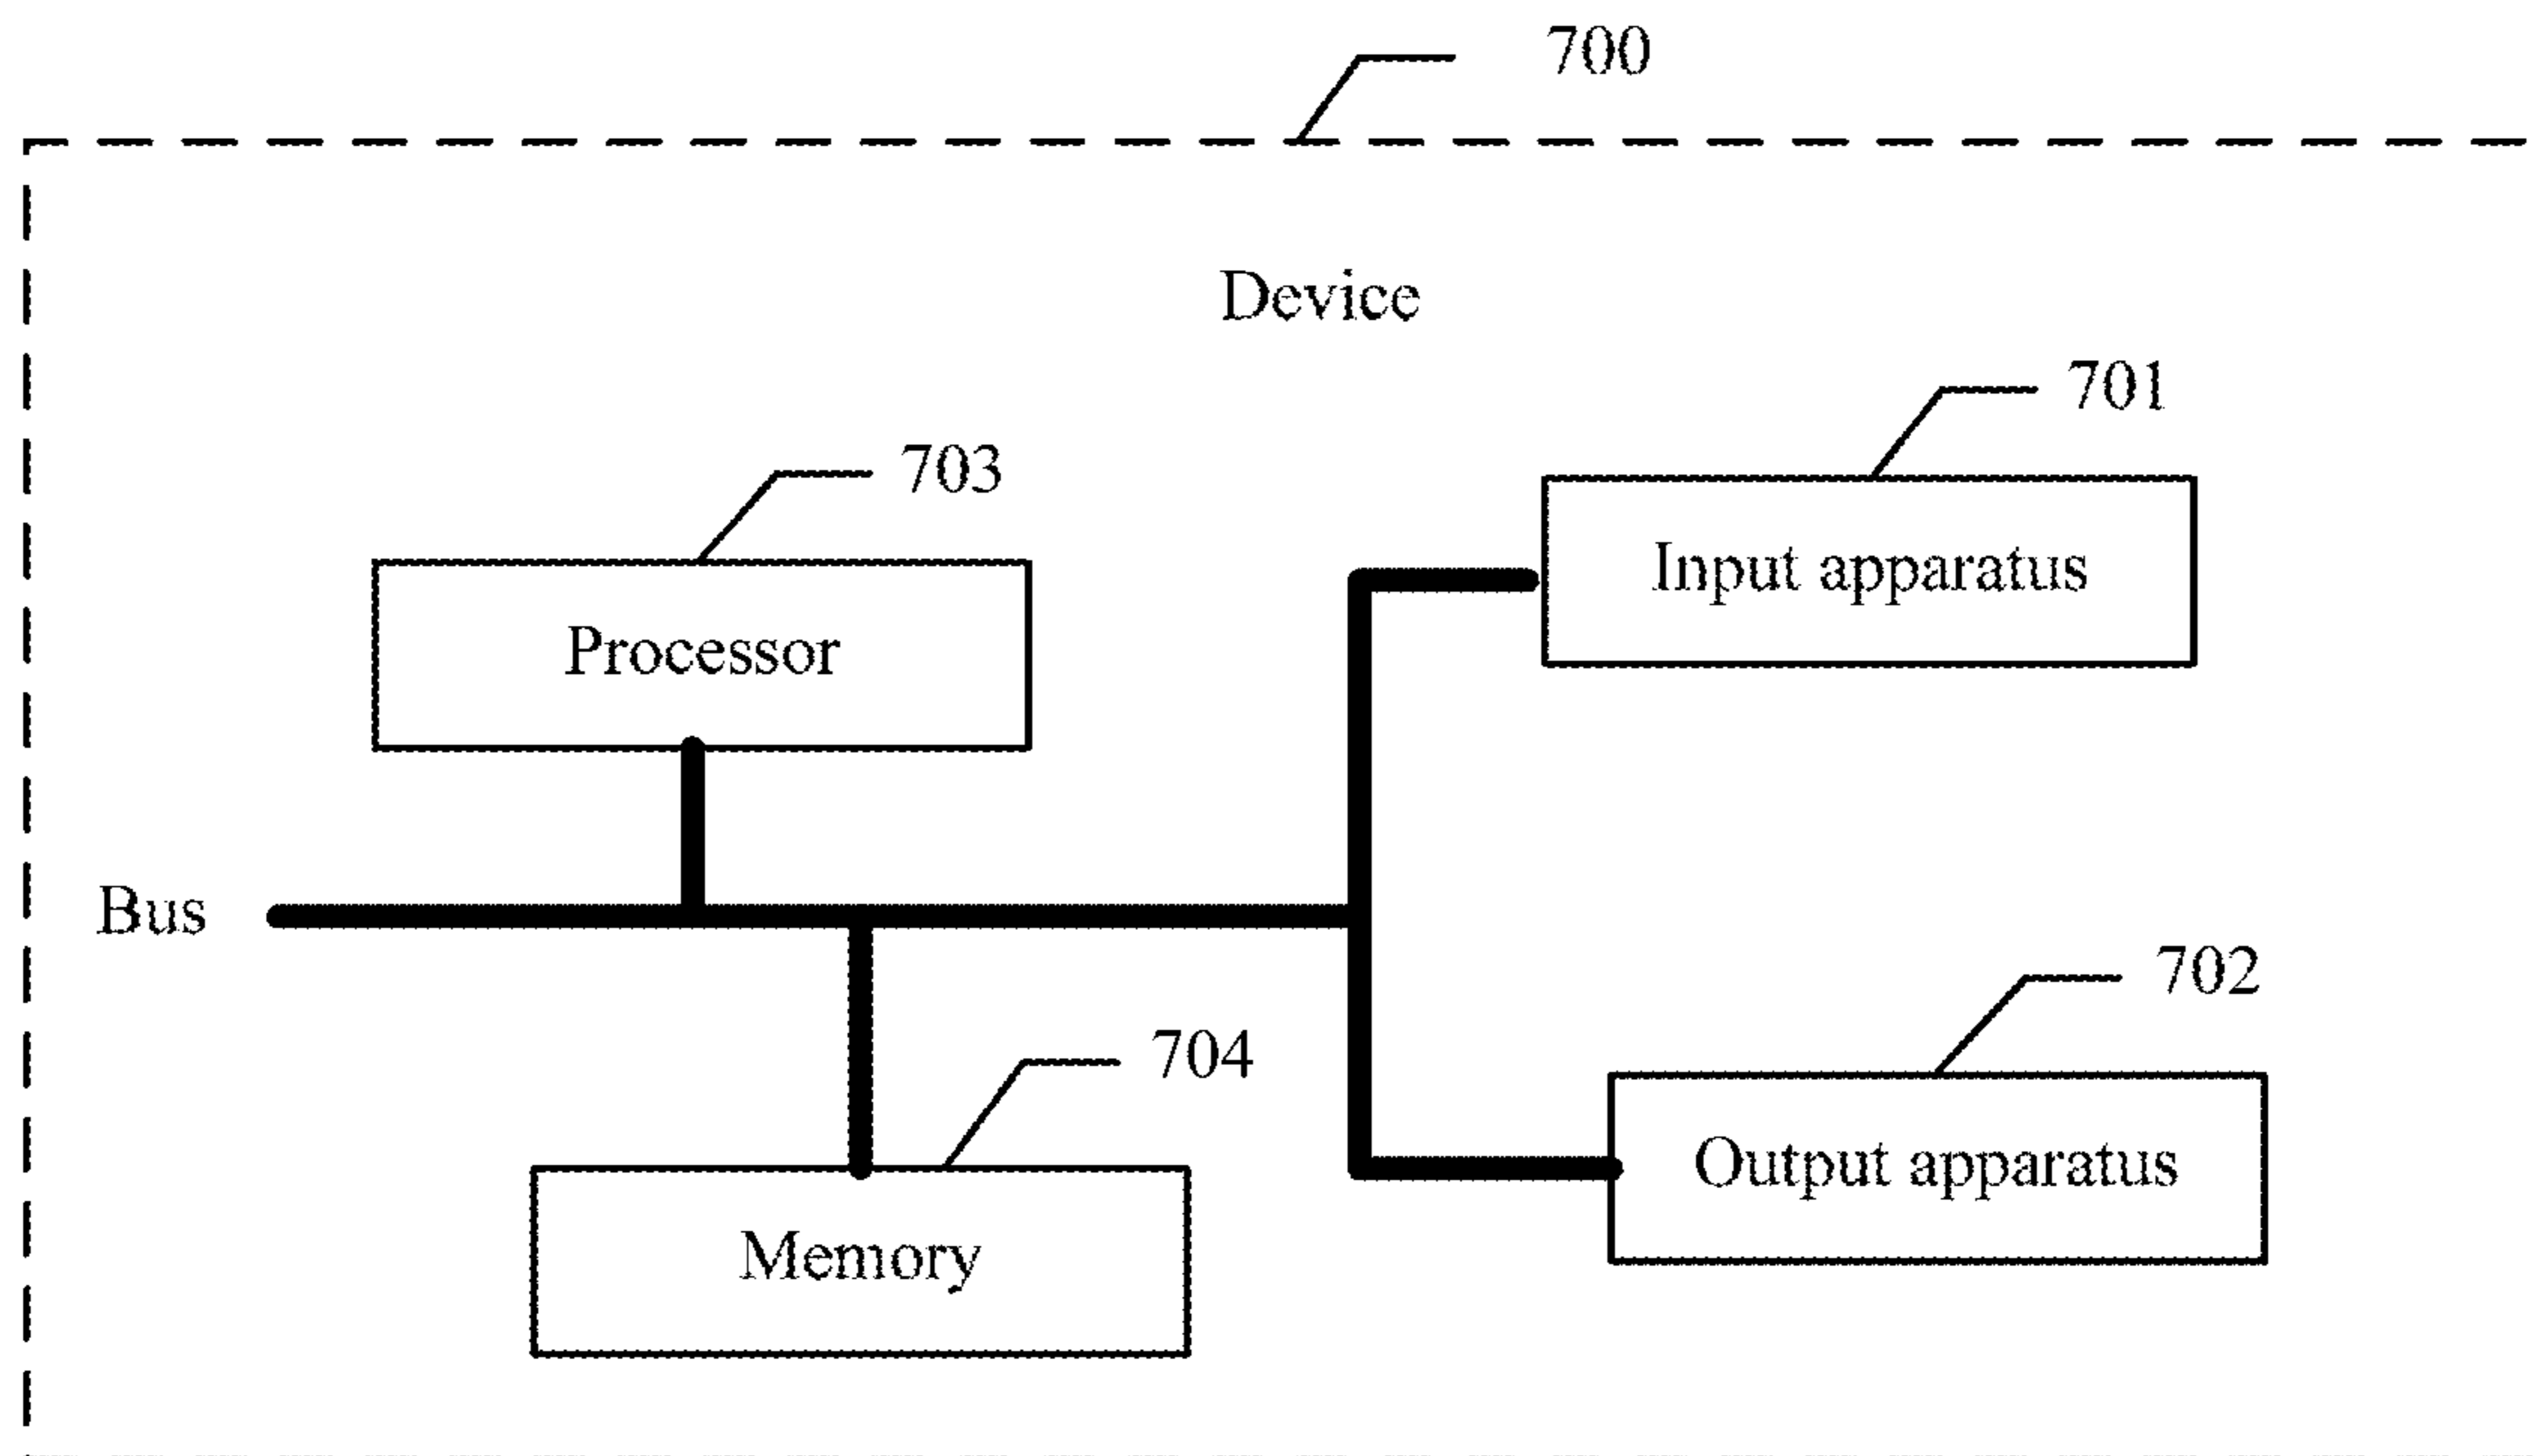 700
Device
701
703
Input apparatus
Processor
Bus
702
704
Output apparatus
Memory